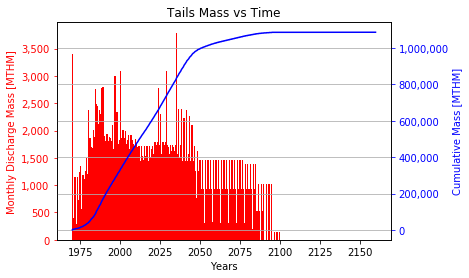 Tails Mass vs Time
Monthly Discharge Mass [MTHM]
3,500
3,000
2,500
2,000
1,500
1,000
500
0
1,000,000
800,000
600,000
400,000
200,000
0
Cumulative Mass [MTHM]
1975 2000 2025 2050 2075 2100 2125 2150
Years